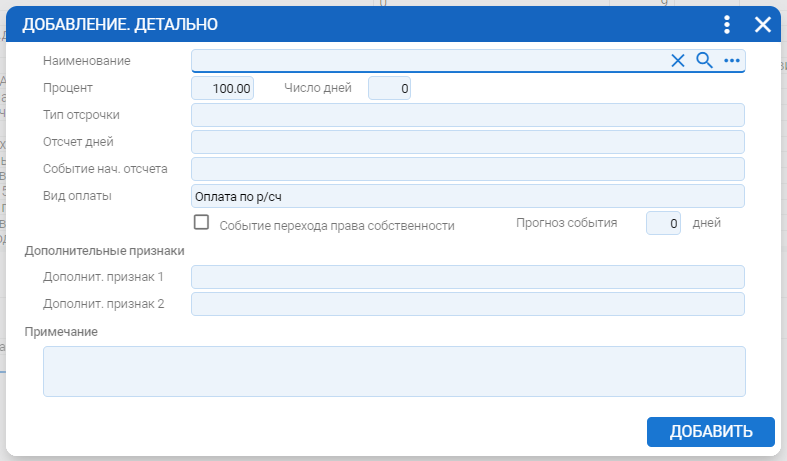 ДОБАВЛЕНИЕ. ДЕТАЛЬНО
Наименование
Процент 100.00 Число дней 0
Тип отсрочки
Отсчет дней
Событие нач. отсчета
Вид оплаты Оплата по р/сч
Событие перехода права собственности Прогноз события 0 дней
Дополнительные признаки
Дополнит. признак 1
Дополнит. признак 2
Примечание
ДОБАВИТЬ